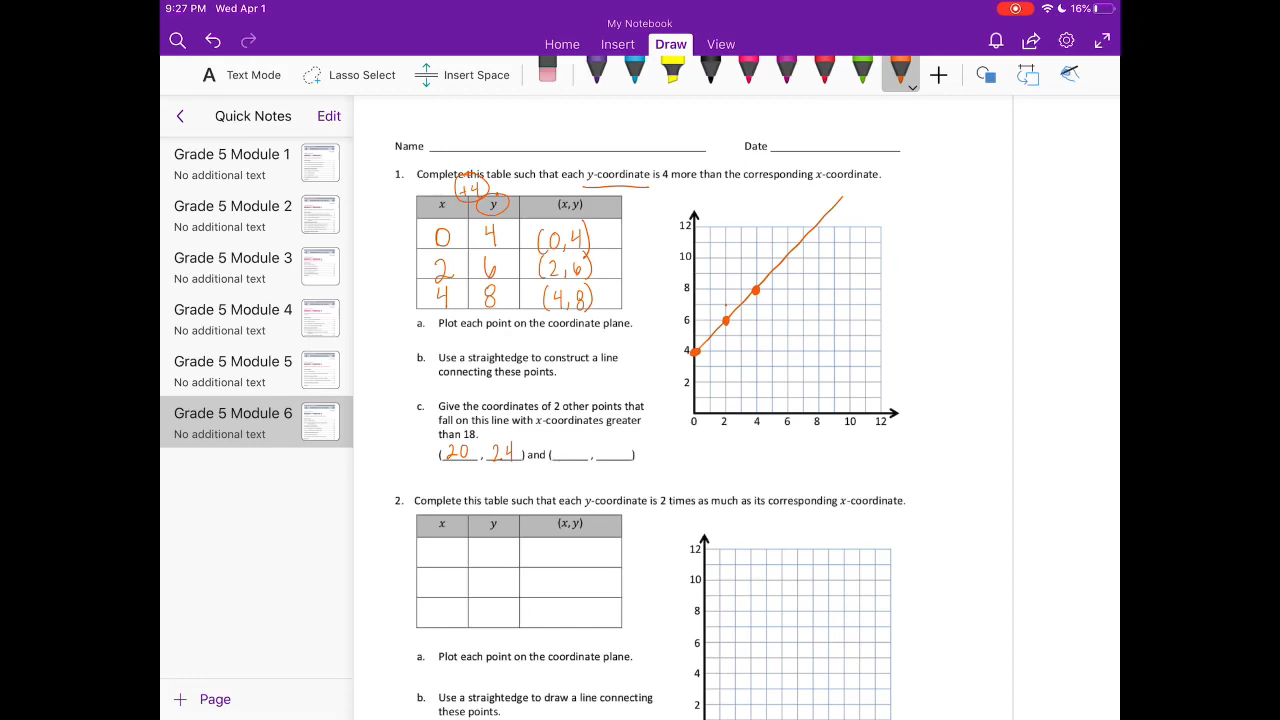 9:27 PM Wed Apr 1
16%
My Notebook
Home Insert Draw View
Text Mode Lasso Select Insert Space
Quick Notes Edit
Grade 5 Module 1
No additional text
Grade 5 Module 2
No additional text
Grade 5 Module 3
No additional text
Grade 5 Module 4
No additional text
Grade 5 Module 5
No additional text
Grade 5 Module 6
No additional text
+ Page
Name Date
1. Complete the table such that each y-coordinate is 4 more than the corresponding x-coordinate.
+4
x y (x, y)
0 4 (0,4)
2 6 (2,6)
4 8 (4,8)
a. Plot each point on the coordinate plane.
b. Use a straightedge to construct a line
connecting these points.
c. Give the coordinates of 2 other points that
fall on this line with x-coordinates greater
than 18.
(20, 24) and (____, ____)
12
10
8
6
4
2
0 2 4 6 8 10 12
2. Complete this table such that each y-coordinate is 2 times as much as its corresponding x-coordinate.
x y (x, y)
a. Plot each point on the coordinate plane.
b. Use a straightedge to draw a line connecting
these points.
12
10
8
6
4
2